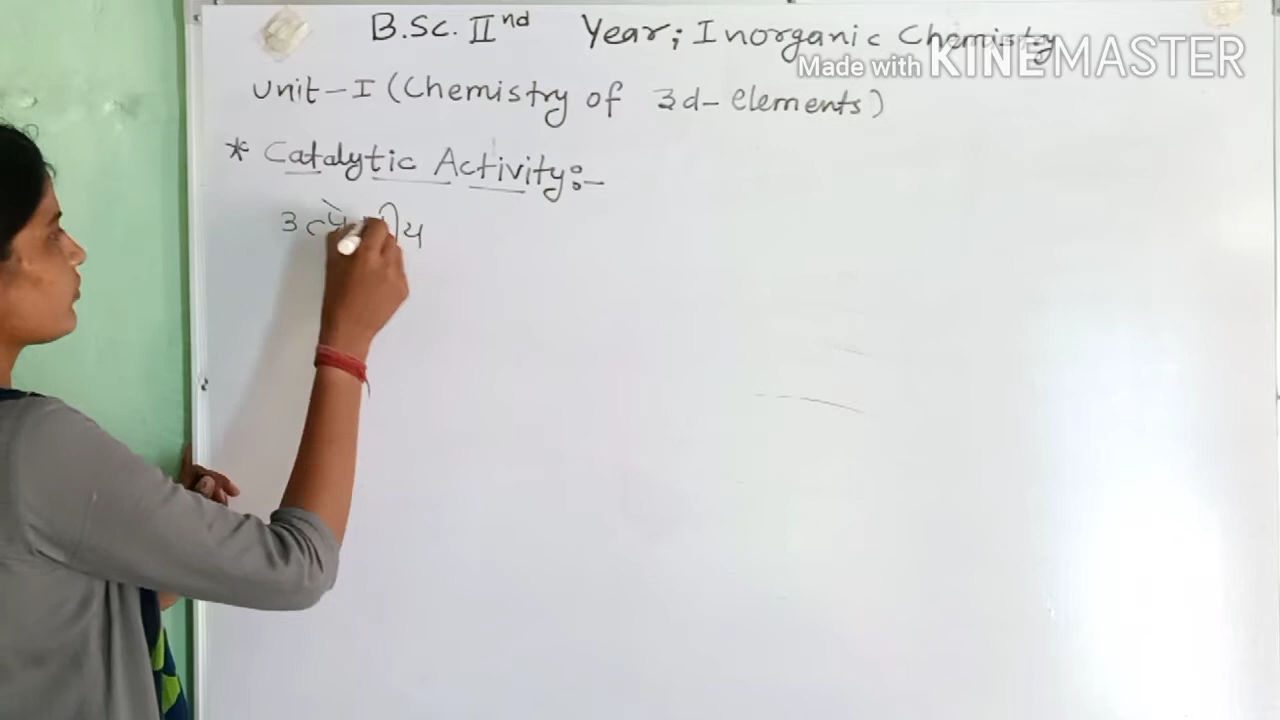 B.Sc. IInd Year; Inorganic Chemistry
Made with KINEMASTER
Unit-I (Chemistry of 3d-elements)
* Catalytic Activity:-